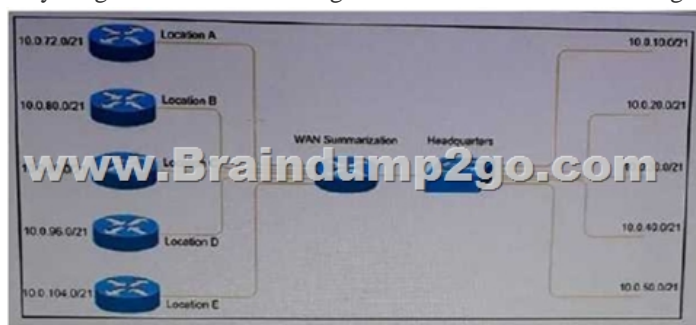 10.0.72.0/21
Location A
10.0.10.0/21
10.0.80.0/21
Location B
10.0.20.0/21
WAN Summarization
Headquarters
www.Braindump2go.com
10.0.96.0/21
Location D
10.0.40.0/21
10.0.104.0/21
Location E
10.0.50.0/21